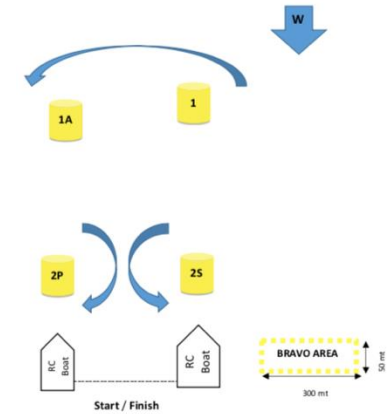 W
1
1A
2P
2S
RC
Boat
RC
Boat
BRAVO AREA
50 mt
300 mt
Start / Finish